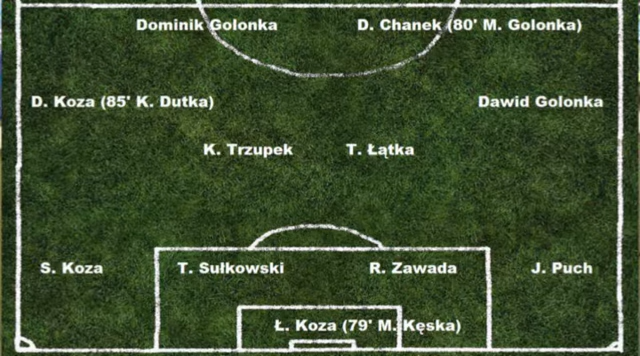 Dominik Golonka D. Chanek (80' M. Golonka)
D. Koza (85' K. Dutka) Dawid Golonka
K. Trzupek T. Łątka
S. Koza T. Sułkowski R. Zawada J. Puch
Ł. Koza (79' M. Kęska)